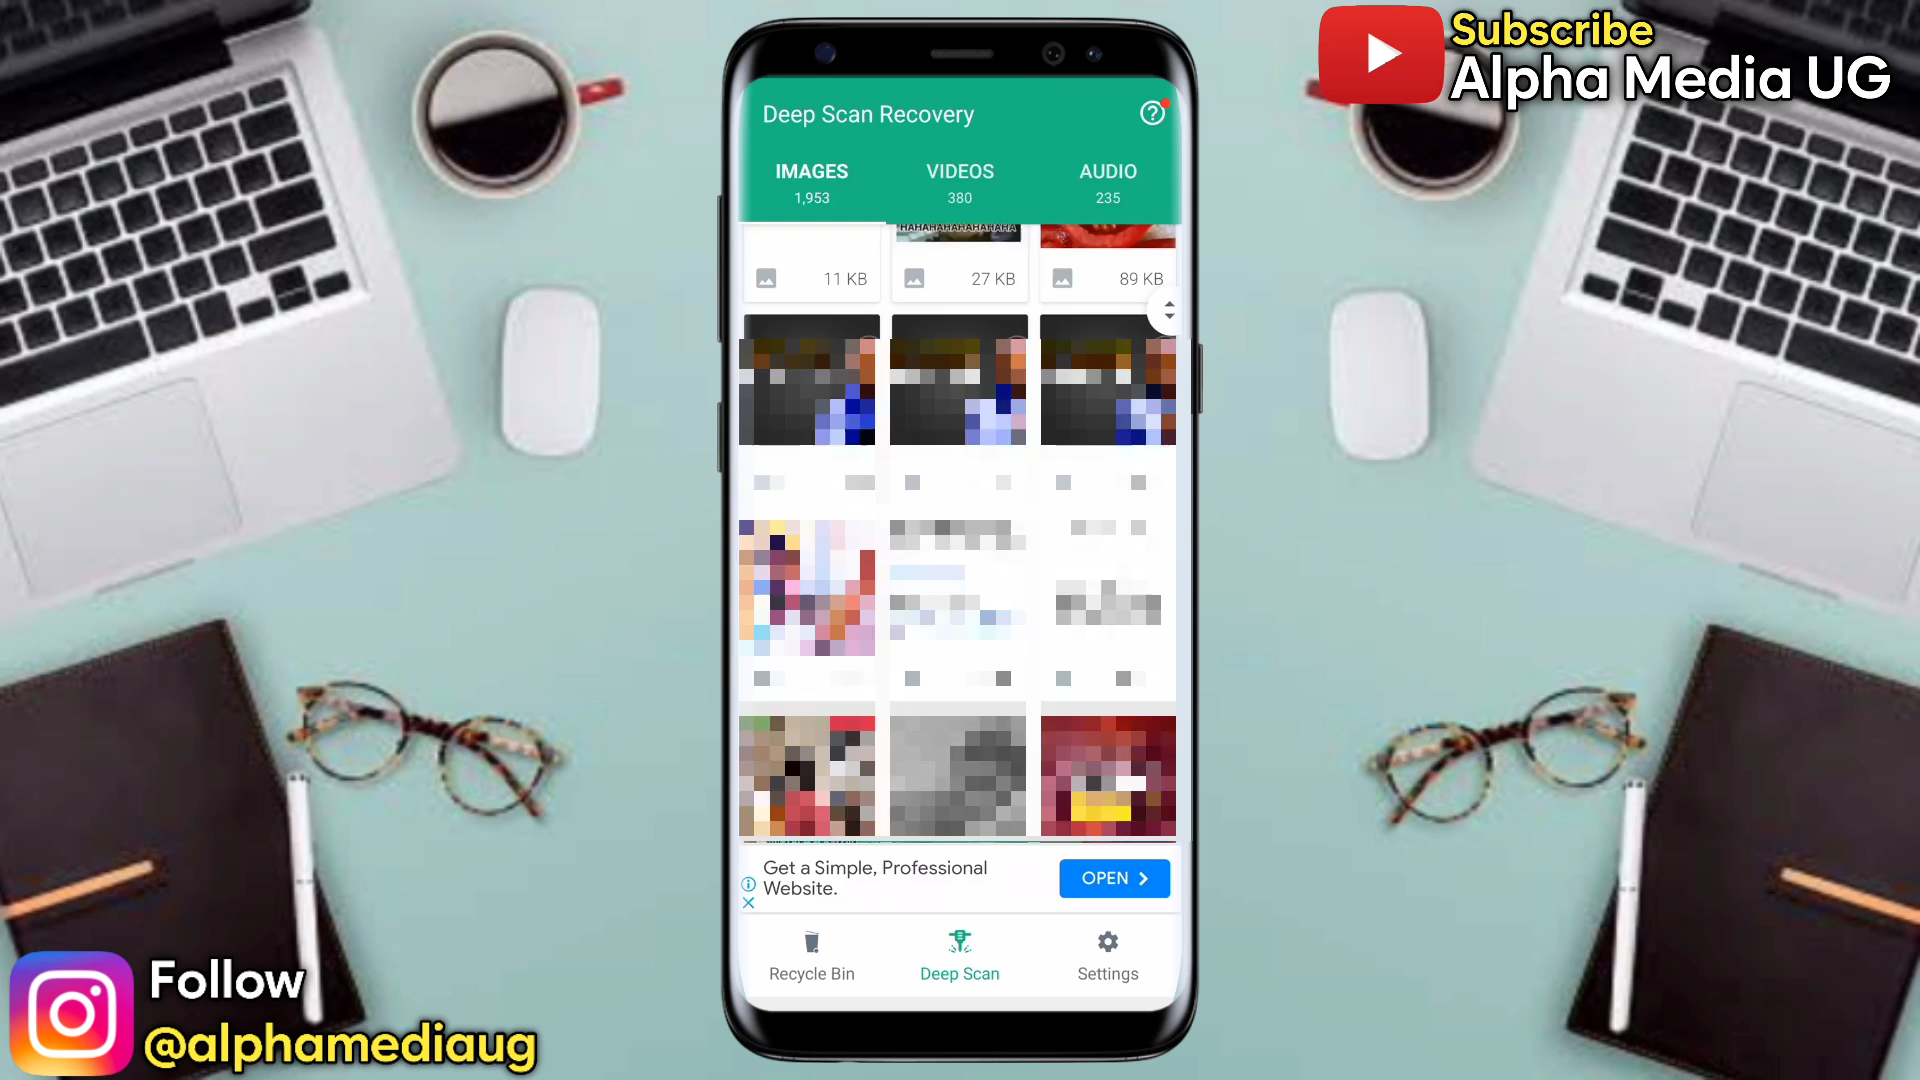 Subscribe
Alpha Media UG
Deep Scan Recovery
IMAGES
1,953
VIDEOS
380
AUDIO
235
HAHAHAHAHAHAHAHA
11 KB
27 KB
89 KB
Get a Simple, Professional
Website.
OPEN
Recycle Bin
Deep Scan
Settings
Follow
@alphamediaug